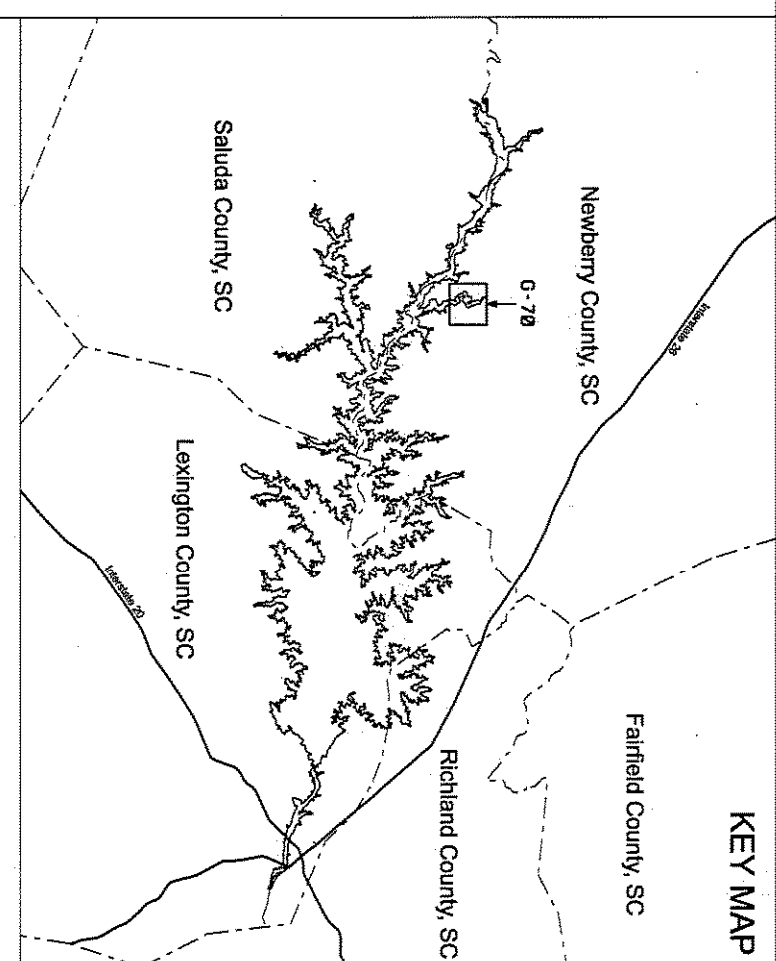 KEY MAP
Fairfield County, SC
Newberry County, SC
Interstate 26
G-70
Richland County, SC
Saluda County, SC
Lexington County, SC
Interstate 20